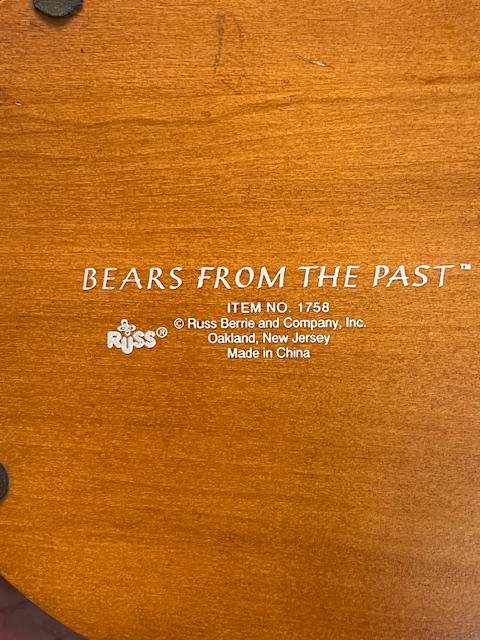 BEARS FROM THE PAST™
ITEM NO. 1758
RUSS®
© Russ Berrie and Company, Inc.
Oakland, New Jersey
Made in China